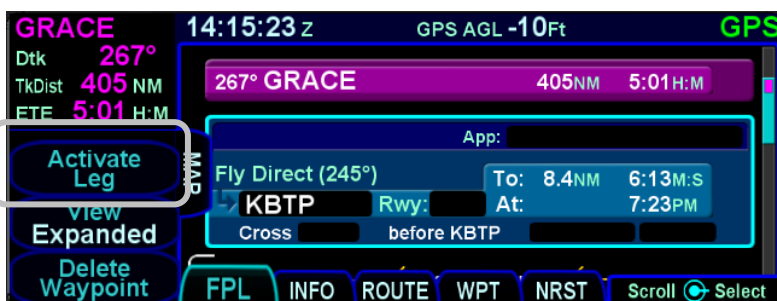 GRACE 14:15:23 Z GPS AGL -10Ft GPS
Dtk 267°
TkDist 405 NM
ETE 5:01 H:M
267° GRACE 405NM 5:01H:M
App:
Activate
Leg
MAP
Fly Direct (245°) To: 8.4NM 6:13M:S
KBTP Rwy: At: 7:23PM
Cross before KBTP
View
Expanded
Delete
Waypoint
FPL INFO ROUTE WPT NRST Scroll Select